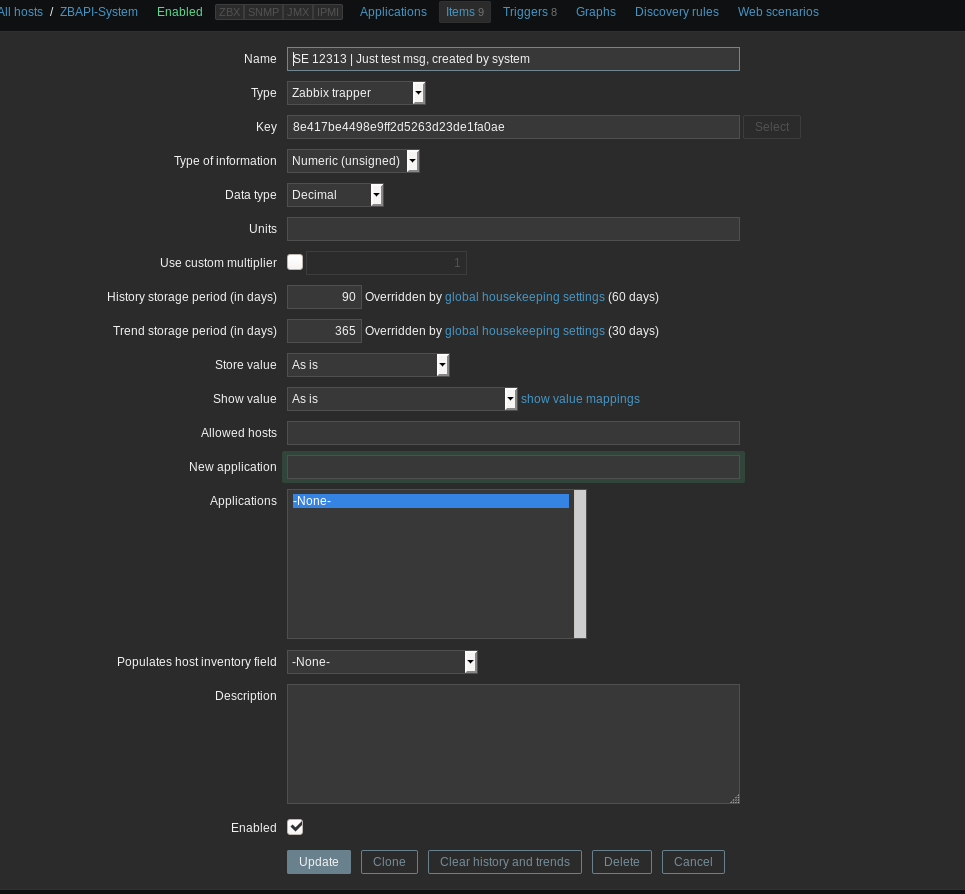 All hosts / ZBAPI-System Enabled ZBX SNMP JMX IPMI Applications Items 9 Triggers 8 Graphs Discovery rules Web scenarios
Name SE 12313 | Just test msg, created by system
Type Zabbix trapper
Key 8e417be4498e9ff2d5263d23de1fa0ae Select
Type of information Numeric (unsigned)
Data type Decimal
Units
Use custom multiplier 1
History storage period (in days) 90 Overridden by global housekeeping settings (60 days)
Trend storage period (in days) 365 Overridden by global housekeeping settings (30 days)
Store value As is
Show value As is show value mappings
Allowed hosts
New application
Applications -None-
Populates host inventory field -None-
Description
Enabled
Update Clone Clear history and trends Delete Cancel